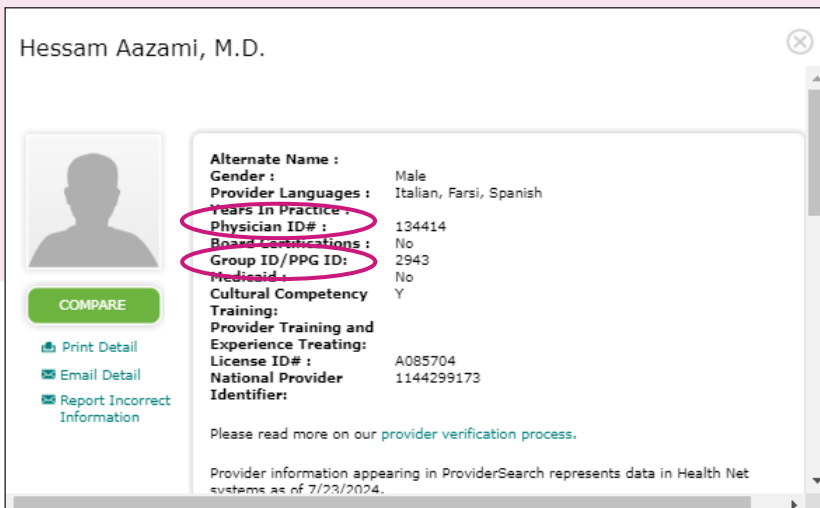 Hessam Aazami, M.D.
Alternate Name :
Gender : Male
Provider Languages : Italian, Farsi, Spanish
Years In Practice :
Physician ID# : 134414
Board Certifications : No
Group ID/PPG ID: 2943
Medicaid : No
Cultural Competency Y
Training:
Provider Training and
Experience Treating:
License ID# : A085704
National Provider 1144299173
Identifier:
COMPARE
Print Detail
Email Detail
Report Incorrect
Information
Please read more on our provider verification process.
Provider information appearing in ProviderSearch represents data in Health Net
systems as of 7/23/2024.